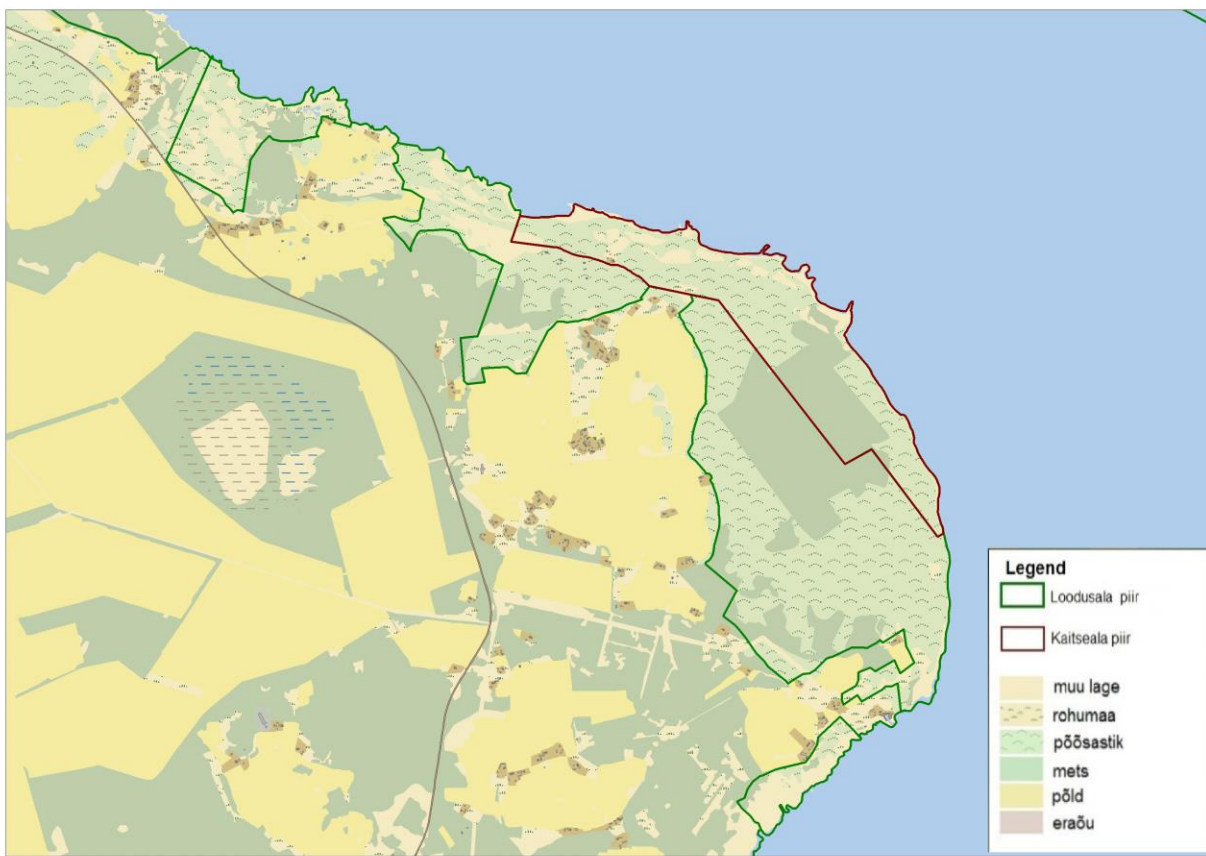 Legend
Loodusala piir
Kaitseala piir
muu lage
rohumaa
põõsastik
mets
põld
eraõu